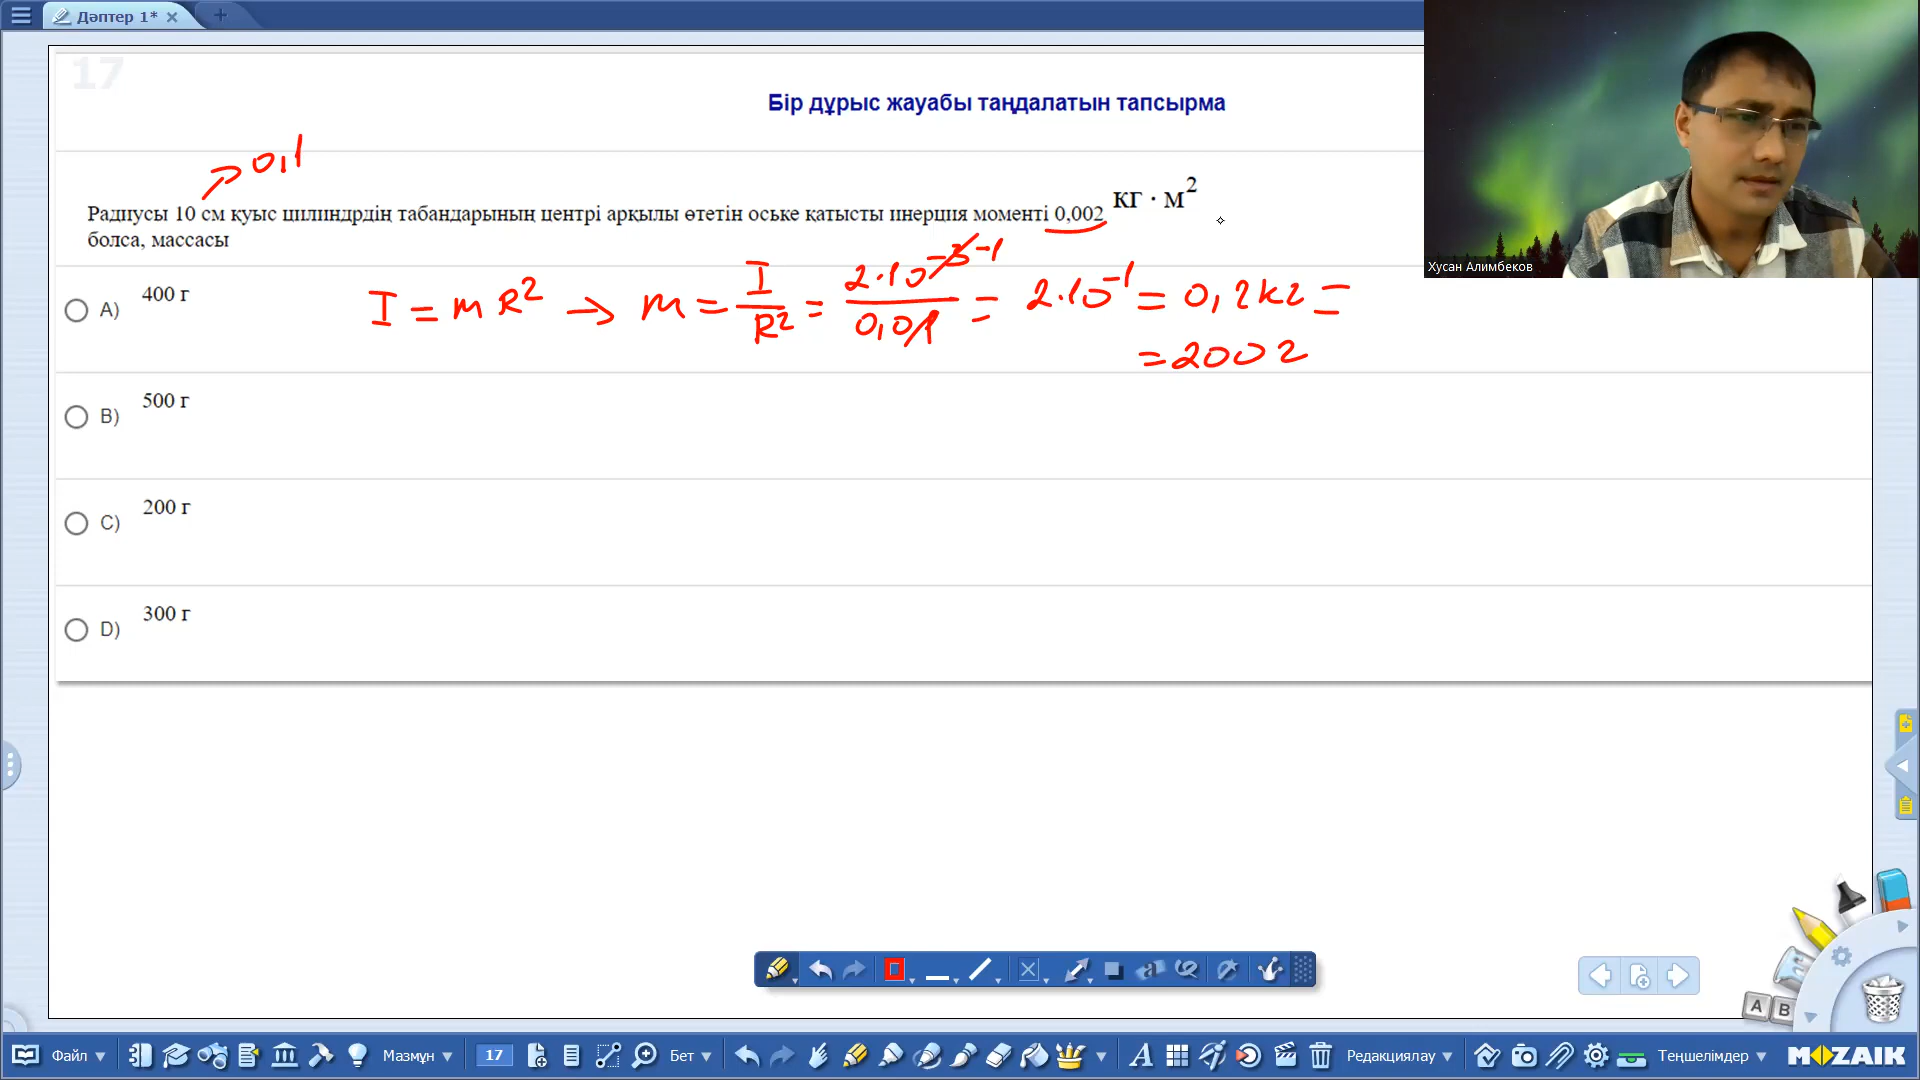 Дәптер 1*
17
Бір дұрыс жауабы таңдалатын тапсырма
0,1
Радиусы 10 см қуыс цилиндрдің табандарының центрі арқылы өтетін оське қатысты инерция моменті 0,002 кг · м²
болса, массасы
Хусан Алимбеков
A) 400 г
I = mR² → m = I/R² = 2·10⁻³ ⁻¹/0,01 = 2·10⁻¹ = 0,2кг =
= 200г
B) 500 г
C) 200 г
D) 300 г
A B
Файл Мазмұн 17 Бет A Редакциялау Теңшелімдер MOZAIK